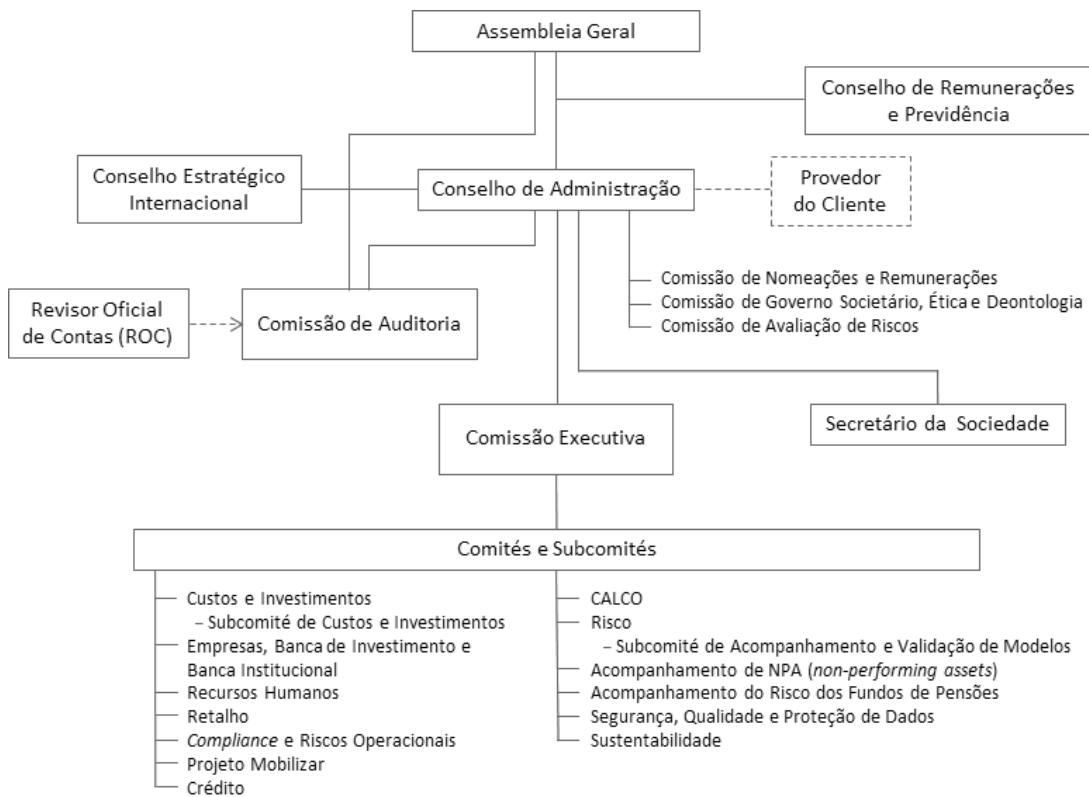 Assembleia Geral
Conselho de Remunerações
e Previdência
Conselho Estratégico
Internacional
Conselho de Administração
Provedor
do Cliente
Comissão de Nomeações e Remunerações
Comissão de Governo Societário, Ética e Deontologia
Comissão de Avaliação de Riscos
Revisor Oficial
de Contas (ROC)
Comissão de Auditoria
Secretário da Sociedade
Comissão Executiva
Comités e Subcomités
Custos e Investimentos
– Subcomité de Custos e Investimentos
Empresas, Banca de Investimento e
Banca Institucional
Recursos Humanos
Retalho
Compliance e Riscos Operacionais
Projeto Mobilizar
Crédito
CALCO
Risco
– Subcomité de Acompanhamento e Validação de Modelos
Acompanhamento de NPA (non-performing assets)
Acompanhamento do Risco dos Fundos de Pensões
Segurança, Qualidade e Proteção de Dados
Sustentabilidade